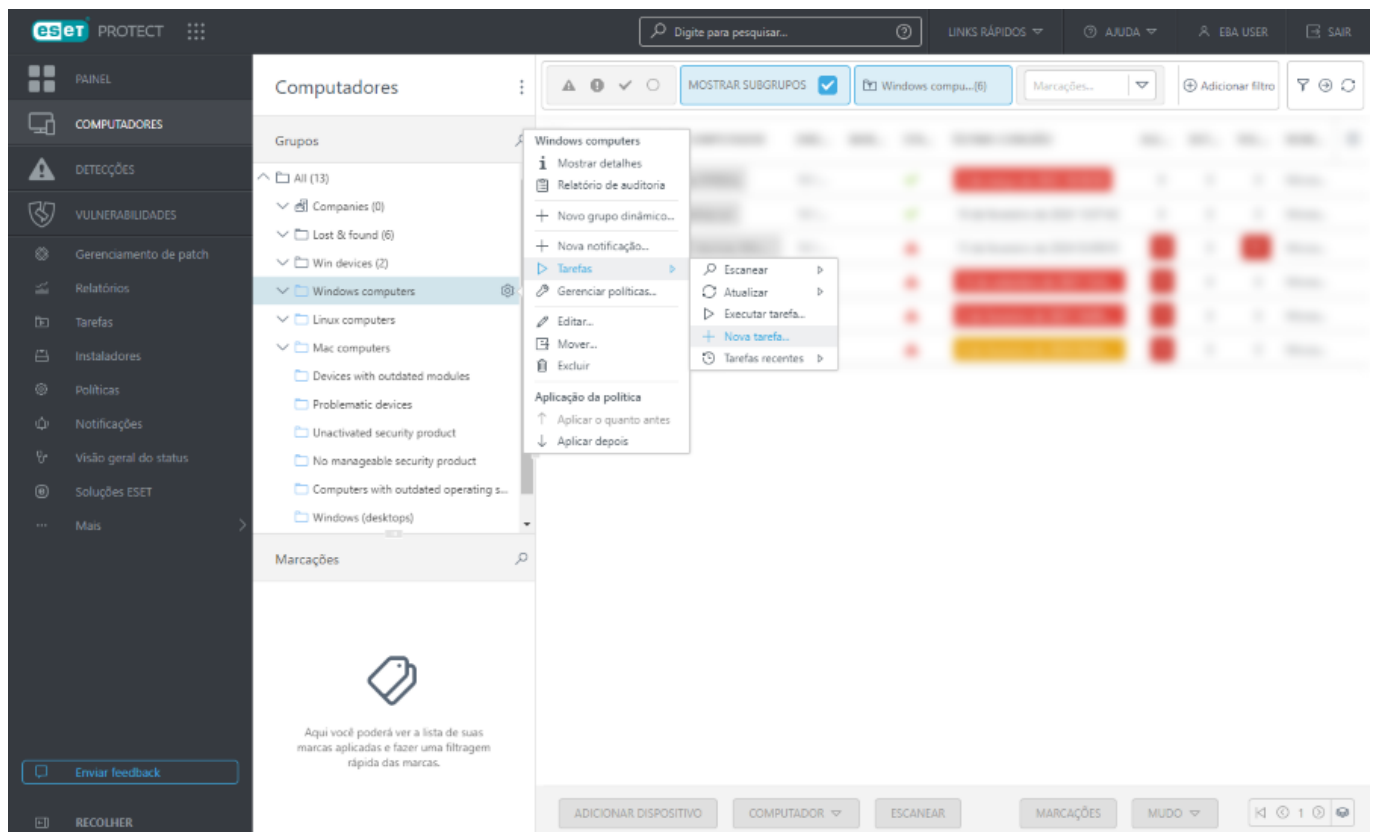 eset PROTECT
Digite para pesquisar...
LINKS RÁPIDOS
AJUDA
EBA USER
SAIR
PAINEL
COMPUTADORES
DETECÇÕES
VULNERABILIDADES
Gerenciamento de patch
Relatórios
Tarefas
Instaladores
Políticas
Notificações
Visão geral do status
Soluções ESET
Mais
Enviar feedback
RECOLHER
Computadores
Grupos
All (13)
Companies (0)
Lost & found (6)
Win devices (2)
Windows computers
Linux computers
Mac computers
Devices with outdated modules
Problematic devices
Unactivated security product
No manageable security product
Computers with outdated operating s...
Windows (desktops)
Marcações
Aqui você poderá ver a lista de suas
marcas aplicadas e fazer uma filtragem
rápida das marcas.
MOSTRAR SUBGRUPOS
Windows compu...(6)
Marcações...
Adicionar filtro
Windows computers
Mostrar detalhes
Relatório de auditoria
Novo grupo dinâmico...
Nova notificação...
Tarefas
Gerenciar políticas...
Editar...
Mover...
Excluir
Aplicação da política
Aplicar o quanto antes
Aplicar depois
Escanear
Atualizar
Executar tarefa...
Nova tarefa...
Tarefas recentes
ADICIONAR DISPOSITIVO
COMPUTADOR
ESCANEAR
MARCAÇÕES
MUDO
1